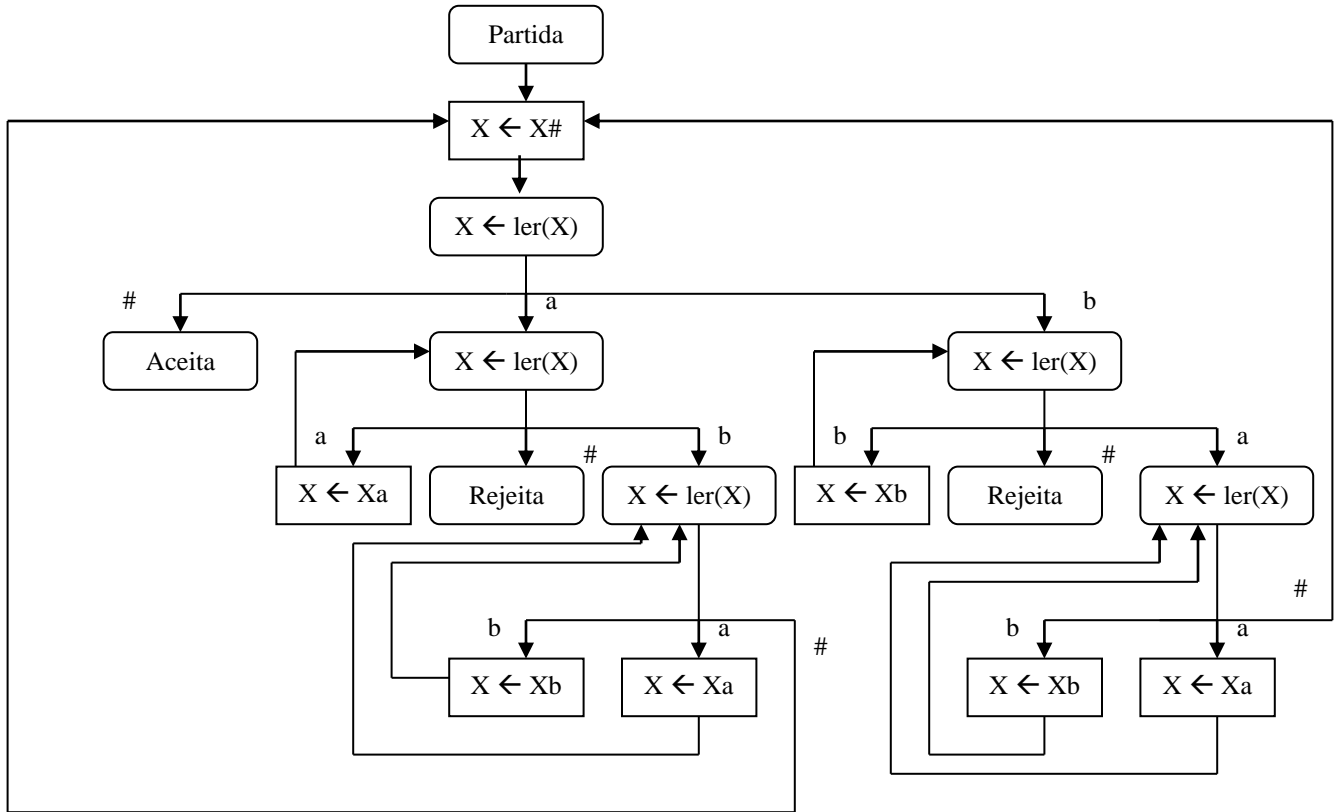 Partida
X ← X#
X ← ler(X)
# a b
Aceita X ← ler(X) X ← ler(X)
a # b b # a
X ← Xa Rejeita X ← ler(X) X ← Xb Rejeita X ← ler(X)
#
b a # b a
X ← Xb X ← Xa X ← Xb X ← Xa